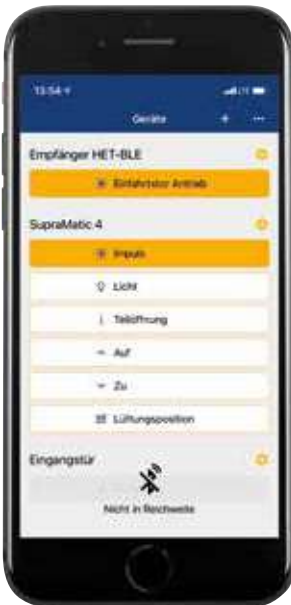 13:54
Geräte + ...
Empfänger HET-BLE
Einfahrtstor Antrieb
SupraMatic 4
Impuls
Licht
Teilöffnung
Auf
Zu
Lüftungsposition
Eingangstür
Nicht in Reichweite